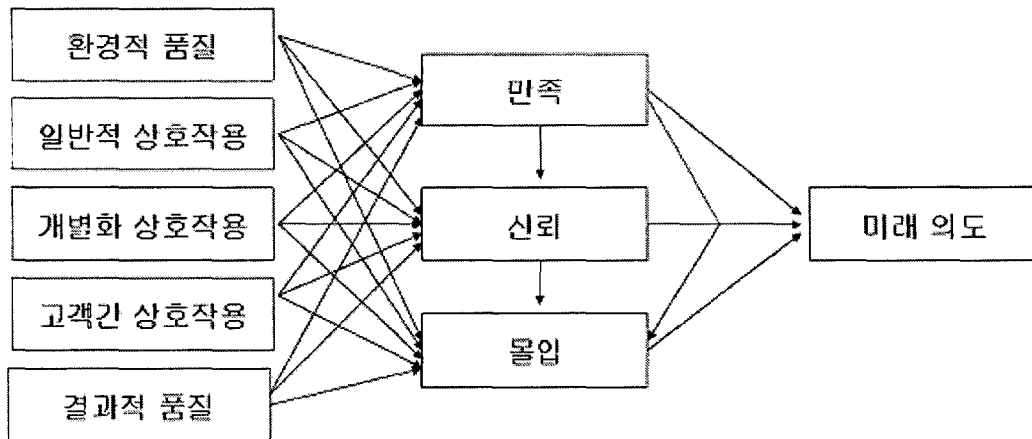 환경적 품질
일반적 상호작용
개별화 상호작용
고객간 상호작용
결과적 품질
만족
신뢰
몰입
미래 의도